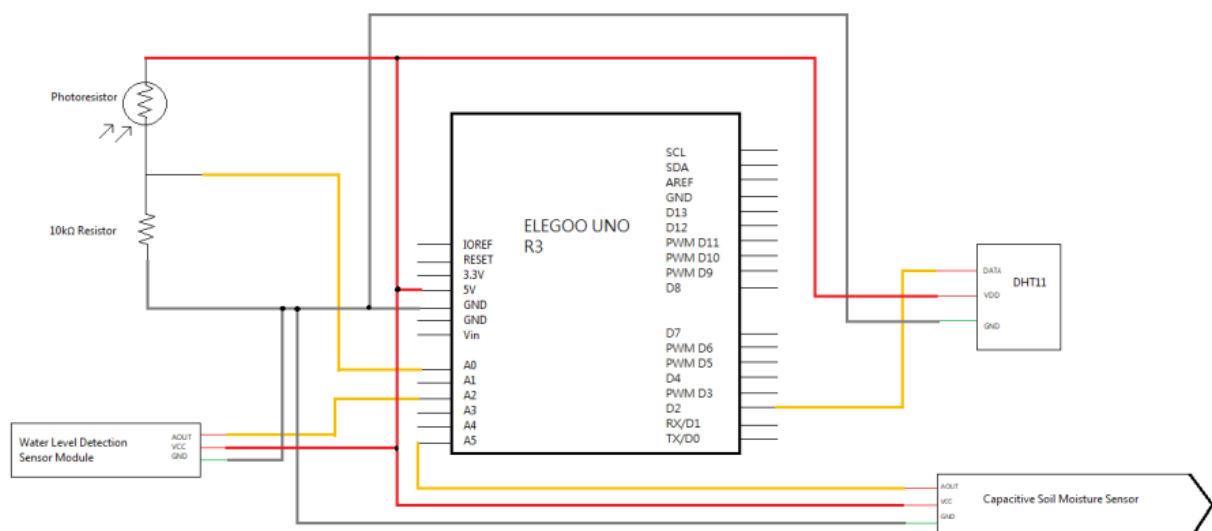 Photoresistor
10kΩ Resistor
ELEGOO UNO
R3
IOREF
RESET
3.3V
5V
GND
GND
Vin
A0
A1
A2
A3
A4
A5
SCL
SDA
AREF
GND
D13
D12
PWM D11
PWM D10
PWM D9
D8
D7
PWM D6
PWM D5
D4
PWM D3
D2
RX/D1
TX/D0
DATA
VDD
GND
DHT11
Water Level Detection
Sensor Module
AOUT
VCC
GND
AOUT
VCC
GND
Capacitive Soil Moisture Sensor